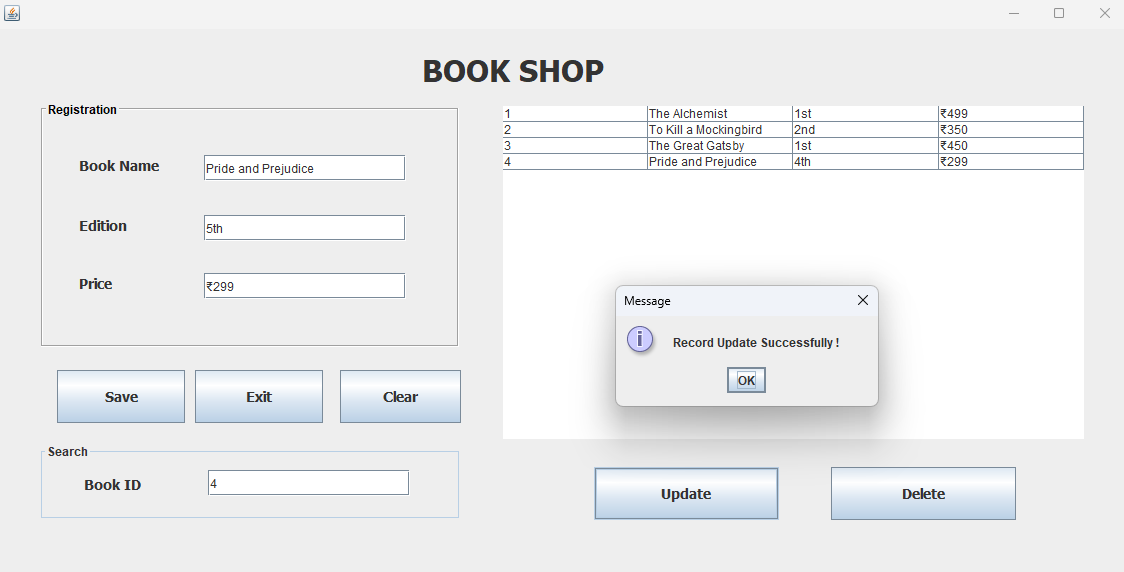 BOOK SHOP
Registration
Book Name
Pride and Prejudice
Edition
5th
Price
₹299
Save
Exit
Clear
Search
Book ID
4
1 The Alchemist 1st ₹499
2 To Kill a Mockingbird 2nd ₹350
3 The Great Gatsby 1st ₹450
4 Pride and Prejudice 4th ₹299
Message
i
Record Update Successfully !
OK
Update
Delete